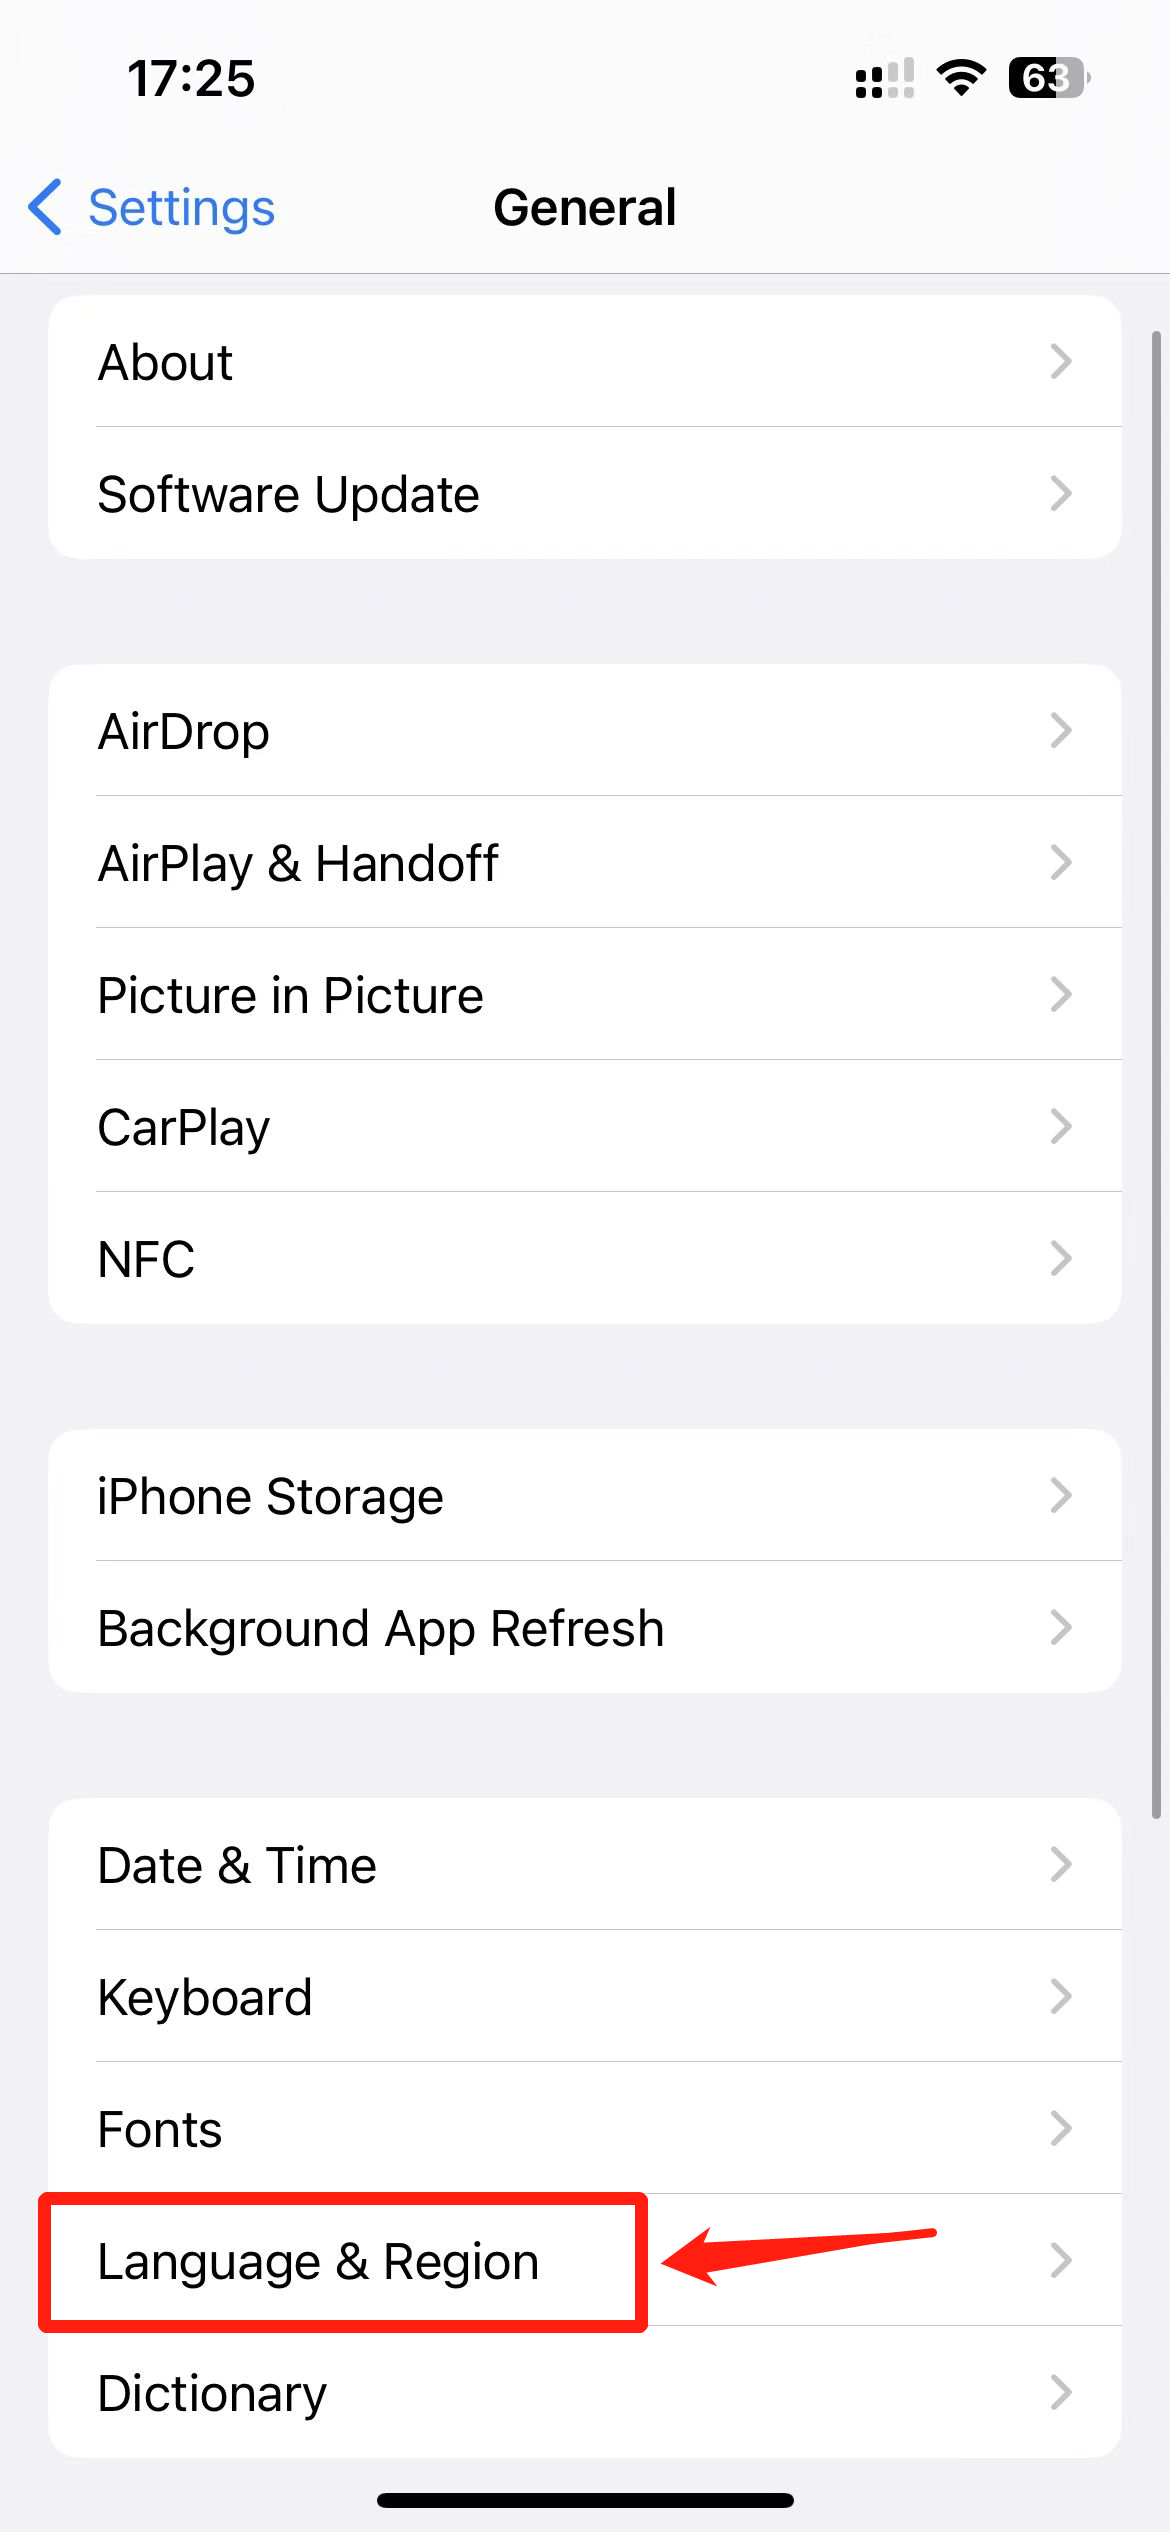 17:25
63
Settings
General
About
Software Update
AirDrop
AirPlay & Handoff
Picture in Picture
CarPlay
NFC
iPhone Storage
Background App Refresh
Date & Time
Keyboard
Fonts
Language & Region
Dictionary